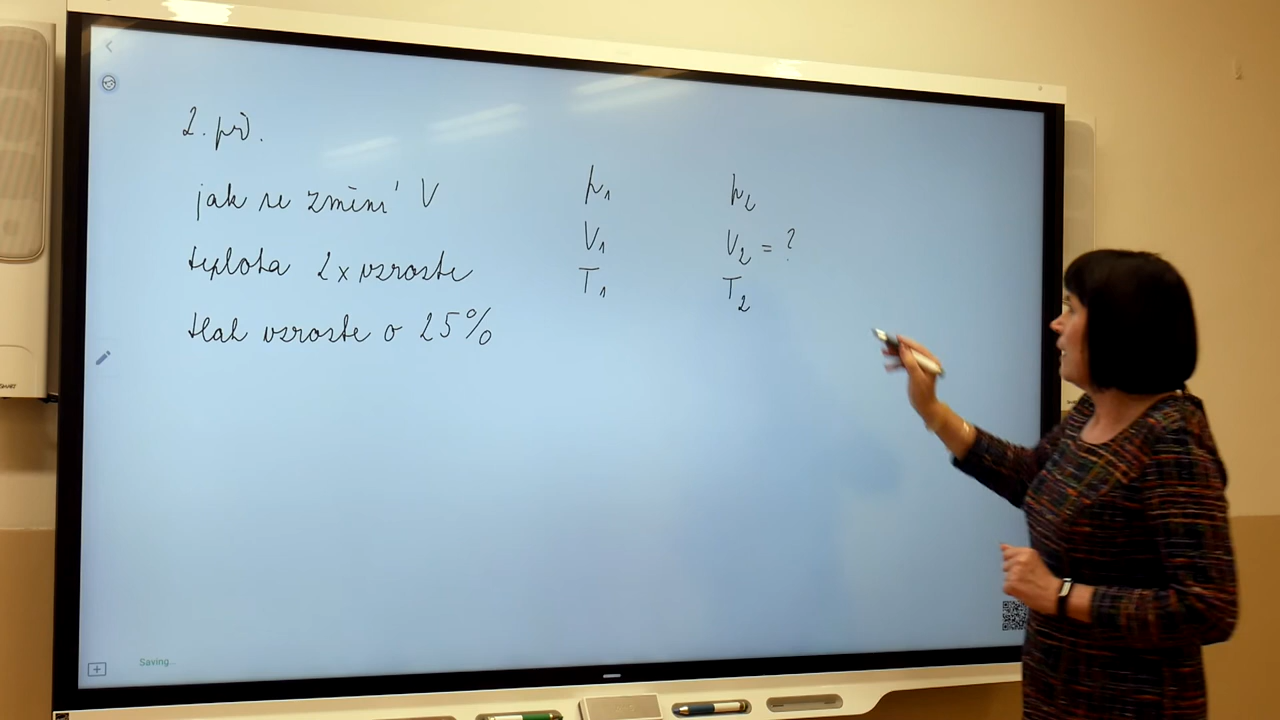 2. př.
jak se změní V
teplota 2x vzroste
tlak vzroste o 25%
p₁
V₁
T₁
p₂
V₂ = ?
T₂
Saving...